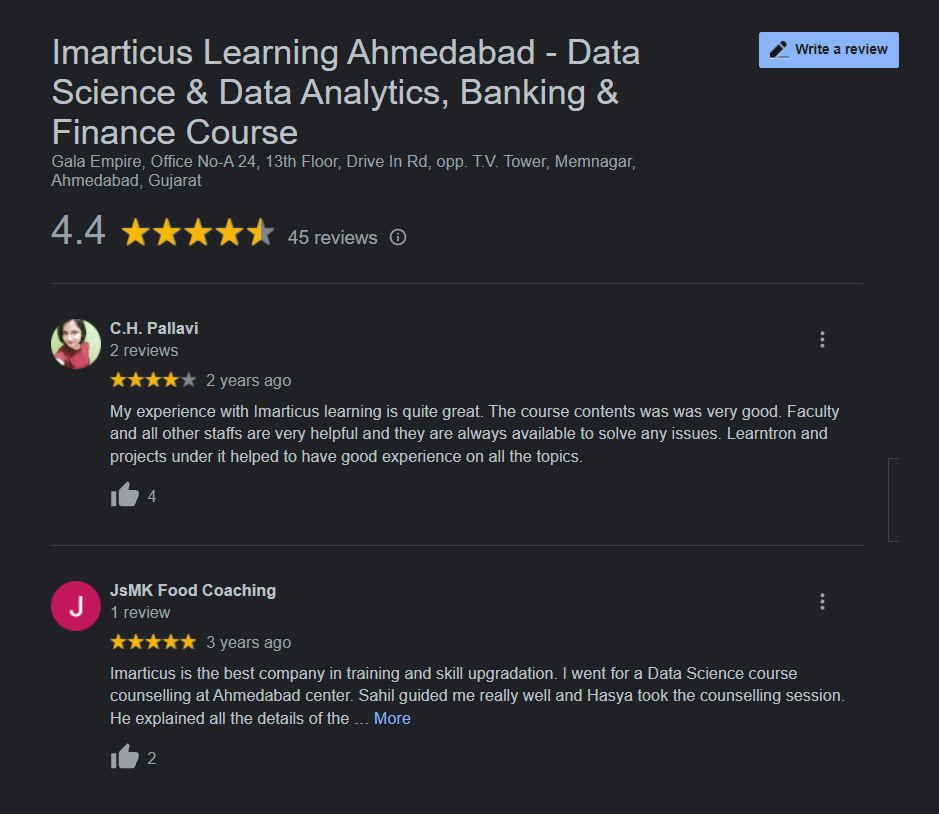 Imarticus Learning Ahmedabad - Data
Science & Data Analytics, Banking &
Finance Course
Write a review
Gala Empire, Office No-A 24, 13th Floor, Drive In Rd, opp. T.V. Tower, Memnagar,
Ahmedabad, Gujarat
4.4 45 reviews
C.H. Pallavi
2 reviews
2 years ago
My experience with Imarticus learning is quite great. The course contents was was very good. Faculty
and all other staffs are very helpful and they are always available to solve any issues. Learntron and
projects under it helped to have good experience on all the topics.
4
J
JsMK Food Coaching
1 review
3 years ago
Imarticus is the best company in training and skill upgradation. I went for a Data Science course
counselling at Ahmedabad center. Sahil guided me really well and Hasya took the counselling session.
He explained all the details of the … More
2